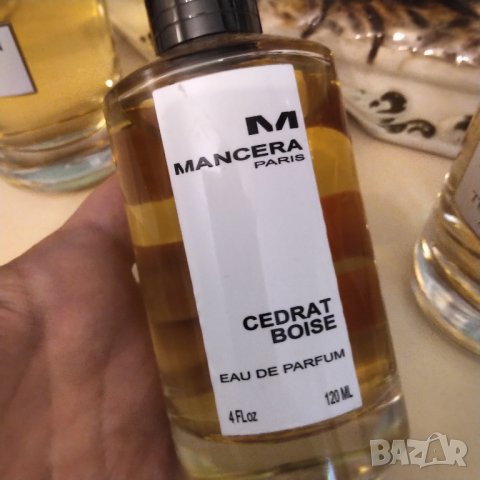 M
MANCERA
PARIS
CEDRAT
BOISE
EAU DE PARFUM
4 FLoz 120 ML
BAZAR